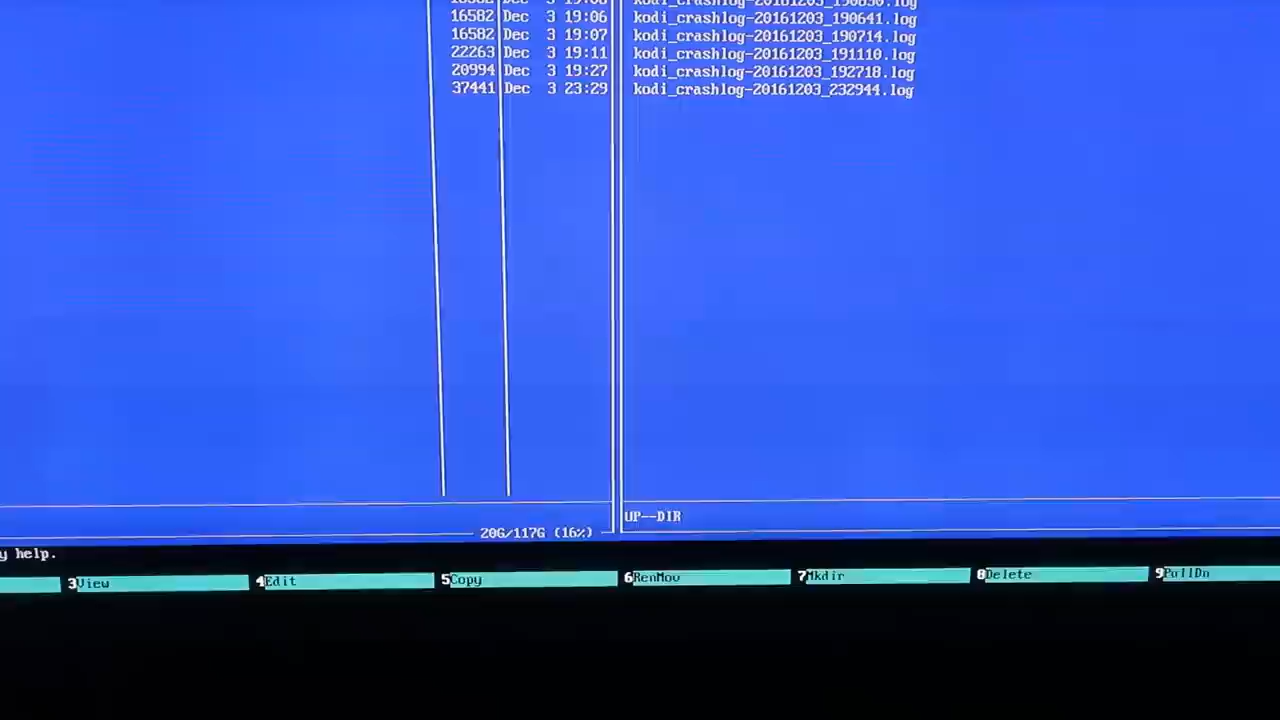 16582 Dec 3 19:06 kodi_crashlog-20161203_190641.log
16582 Dec 3 19:07 kodi_crashlog-20161203_190714.log
22263 Dec 3 19:11 kodi_crashlog-20161203_191110.log
20994 Dec 3 19:27 kodi_crashlog-20161203_192718.log
37441 Dec 3 23:29 kodi_crashlog-20161203_232944.log
UP--DIR
20G/117G (16%)
y help.
3View 4Edit 5Copy 6RenMov 7Mkdir 8Delete 9PullDn